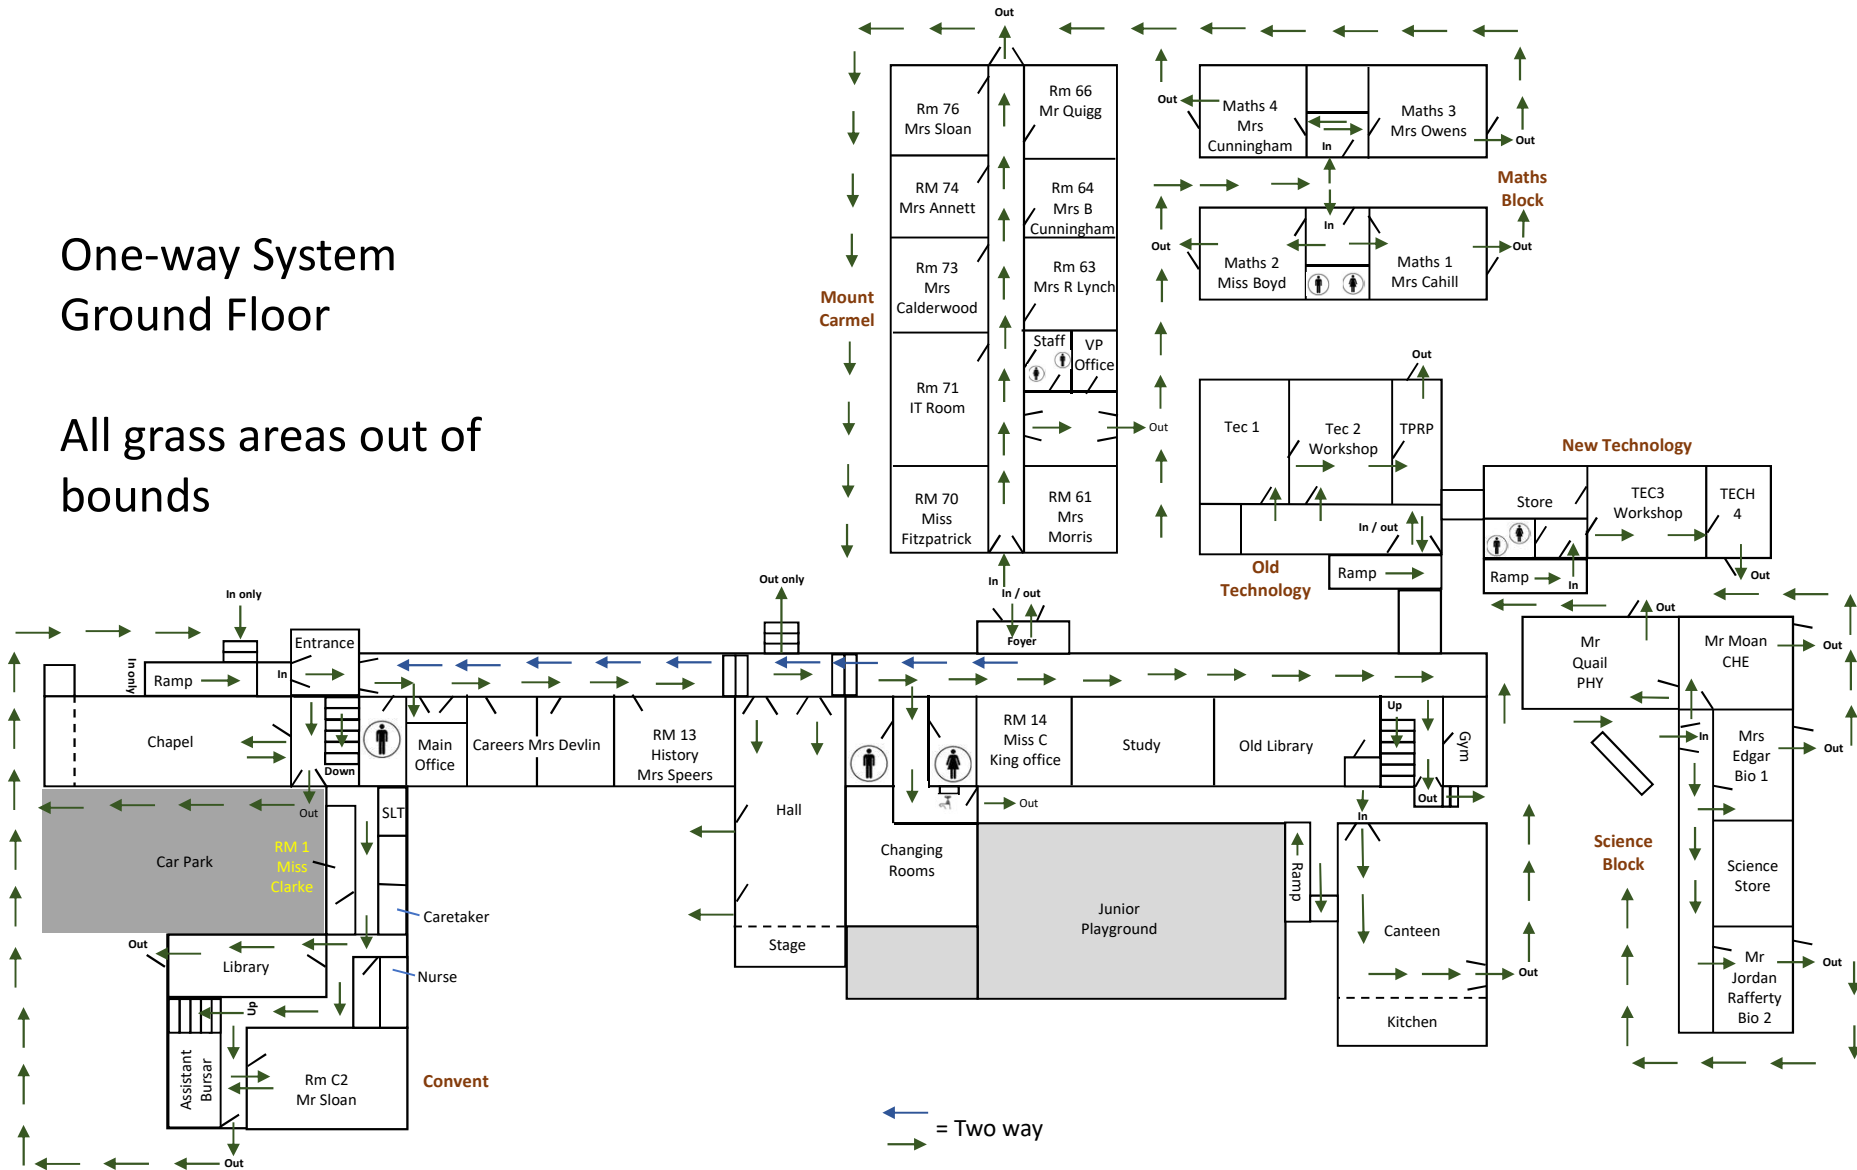 One-way System
Ground Floor
All grass areas out of
bounds
Out
Rm 76
Mrs Sloan
Rm 66
Mr Quigg
RM 74
Mrs Annett
Rm 64
Mrs B
Cunningham
Rm 73
Mrs
Calderwood
Rm 63
Mrs R Lynch
Mount
Carmel
Staff
VP
Office
Rm 71
IT Room
Out
RM 70
Miss
Fitzpatrick
RM 61
Mrs
Morris
In
Out
Maths 4
Mrs
Cunningham
In
Maths 3
Mrs Owens
Out
Maths
Block
Out
Maths 2
Miss Boyd
In
Maths 1
Mrs Cahill
Out
Out
Tec 1
Tec 2
Workshop
TPRP
In / out
Old
Technology
Ramp
New Technology
Store
TEC3
Workshop
TECH
4
Ramp
In
Out
In only
Entrance
In only
Ramp
In
Out only
In / out
Foyer
Chapel
Down
Main
Office
Careers Mrs Devlin
RM 13
History
Mrs Speers
RM 14
Miss C
King office
Study
Old Library
Up
Gym
Out
Out
Hall
Out
In
Car Park
RM 1
Miss
Clarke
SLT
Caretaker
Changing
Rooms
Junior
Playground
Ramp
Canteen
Stage
Out
Library
Nurse
Up
Out
Kitchen
Assistant
Bursar
Rm C2
Mr Sloan
Convent
Out
= Two way
Mr
Quail
PHY
Out
Mr Moan
CHE
Out
In
Mrs
Edgar
Bio 1
Out
Science
Block
Science
Store
Mr
Jordan
Rafferty
Bio 2
Out